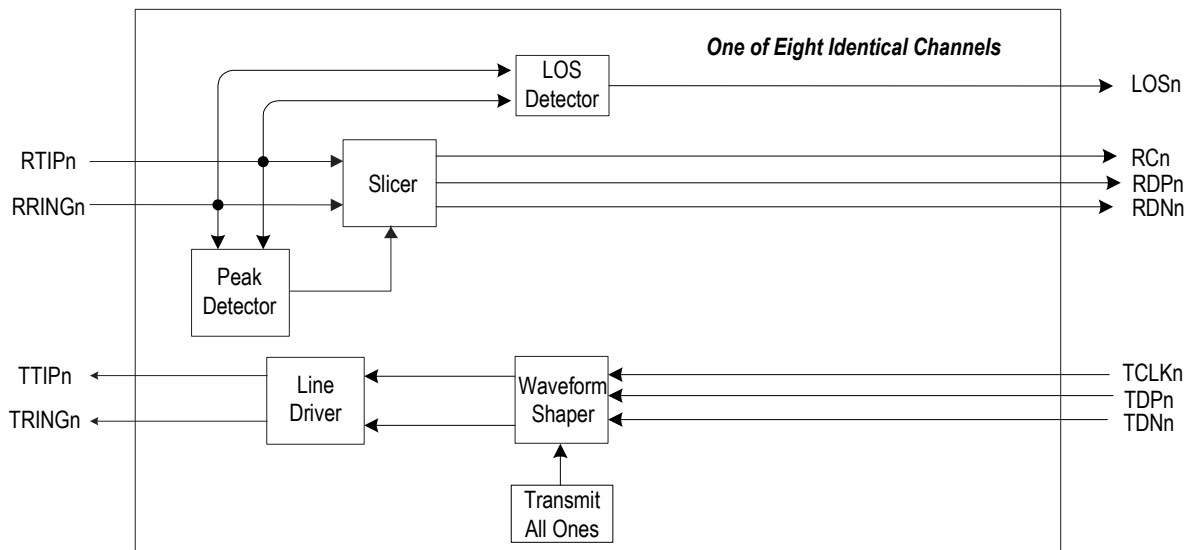 One of Eight Identical Channels
LOS
Detector
LOSn
RTIPn
Slicer
RCn
RDPn
RRINGn
RDNn
Peak
Detector
TTIPn
Line
Driver
Waveform
Shaper
TCLKn
TDPn
TRINGn
TDNn
Transmit
All Ones